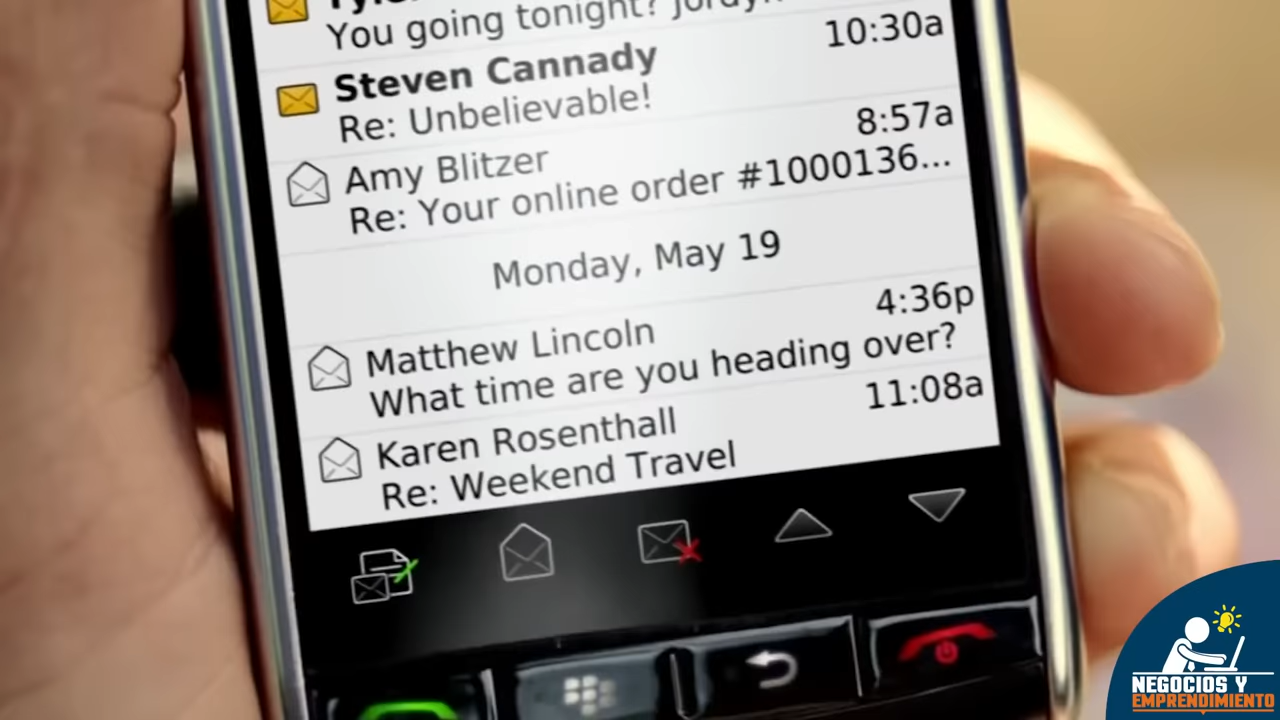 You going tonight? Jordyn
Steven Cannady 10:30a
Re: Unbelievable!
Amy Blitzer 8:57a
Re: Your online order #1000136...
Monday, May 19
Matthew Lincoln 4:36p
What time are you heading over?
Karen Rosenthall 11:08a
Re: Weekend Travel
NEGOCIOS Y
EMPRENDIMIENTO